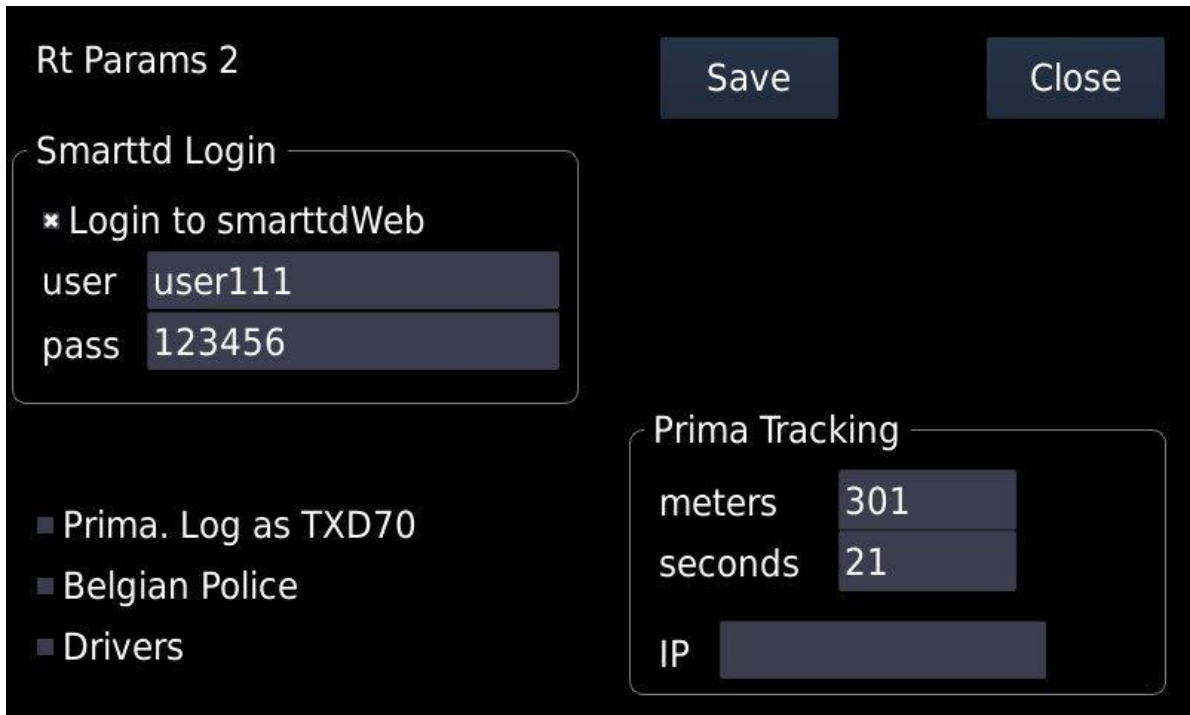 Rt Params 2
Save
Close
Smarttd Login
Login to smarttdWeb
user user111
pass 123456
Prima. Log as TXD70
Belgian Police
Drivers
Prima Tracking
meters 301
seconds 21
IP